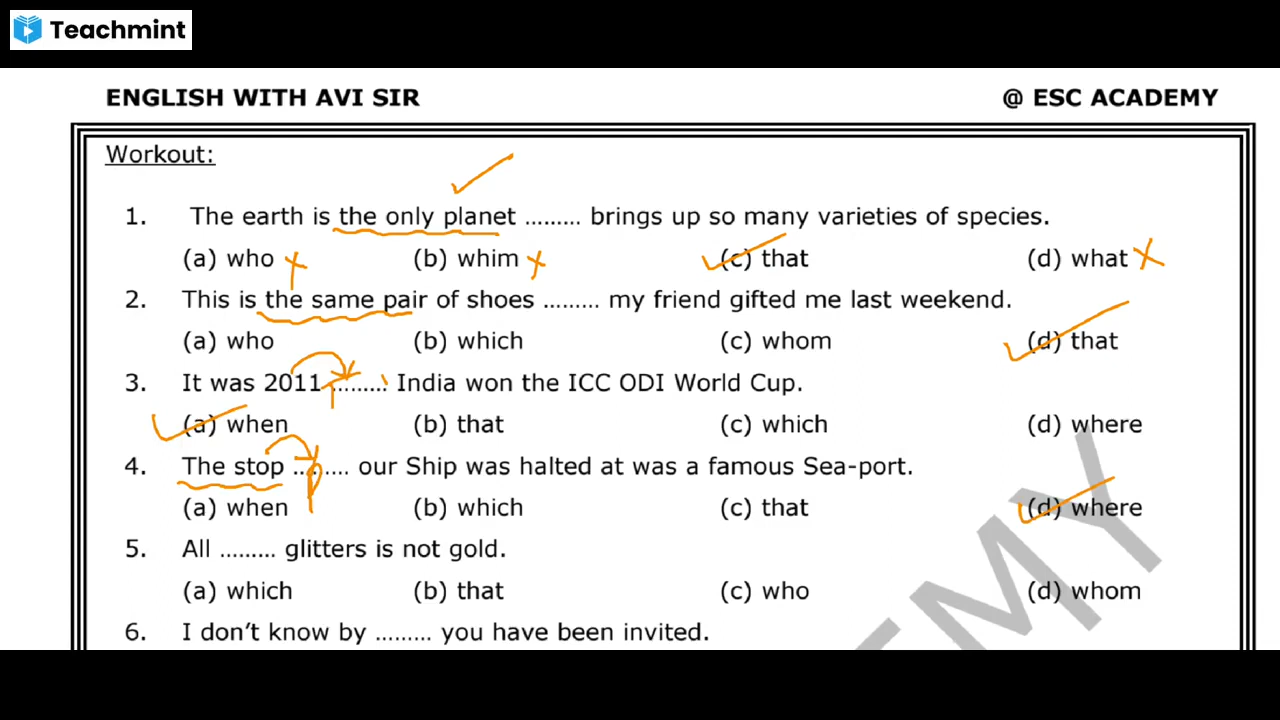 Teachmint
ENGLISH WITH AVI SIR @ ESC ACADEMY
Workout:
1. The earth is the only planet ......... brings up so many varieties of species.
(a) who (b) whim (c) that (d) what
2. This is the same pair of shoes ......... my friend gifted me last weekend.
(a) who (b) which (c) whom (d) that
3. It was 2011 ......... India won the ICC ODI World Cup.
(a) when (b) that (c) which (d) where
4. The stop ......... our Ship was halted at was a famous Sea-port.
(a) when (b) which (c) that (d) where
5. All ......... glitters is not gold.
(a) which (b) that (c) who (d) whom
6. I don’t know by ......... you have been invited.